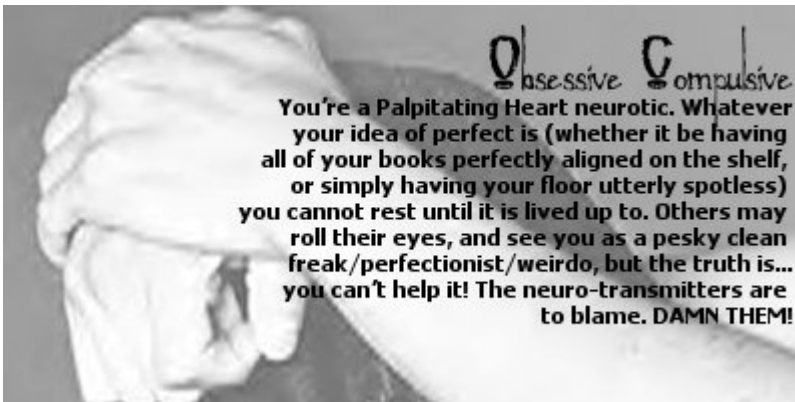 Obsessive Compulsive
You're a Palpitating Heart neurotic. Whatever
your idea of perfect is (whether it be having
all of your books perfectly aligned on the shelf,
or simply having your floor utterly spotless)
you cannot rest until it is lived up to. Others may
roll their eyes, and see you as a pesky clean
freak/perfectionist/weirdo, but the truth is...
you can't help it! The neuro-transmitters are
to blame. DAMN THEM!